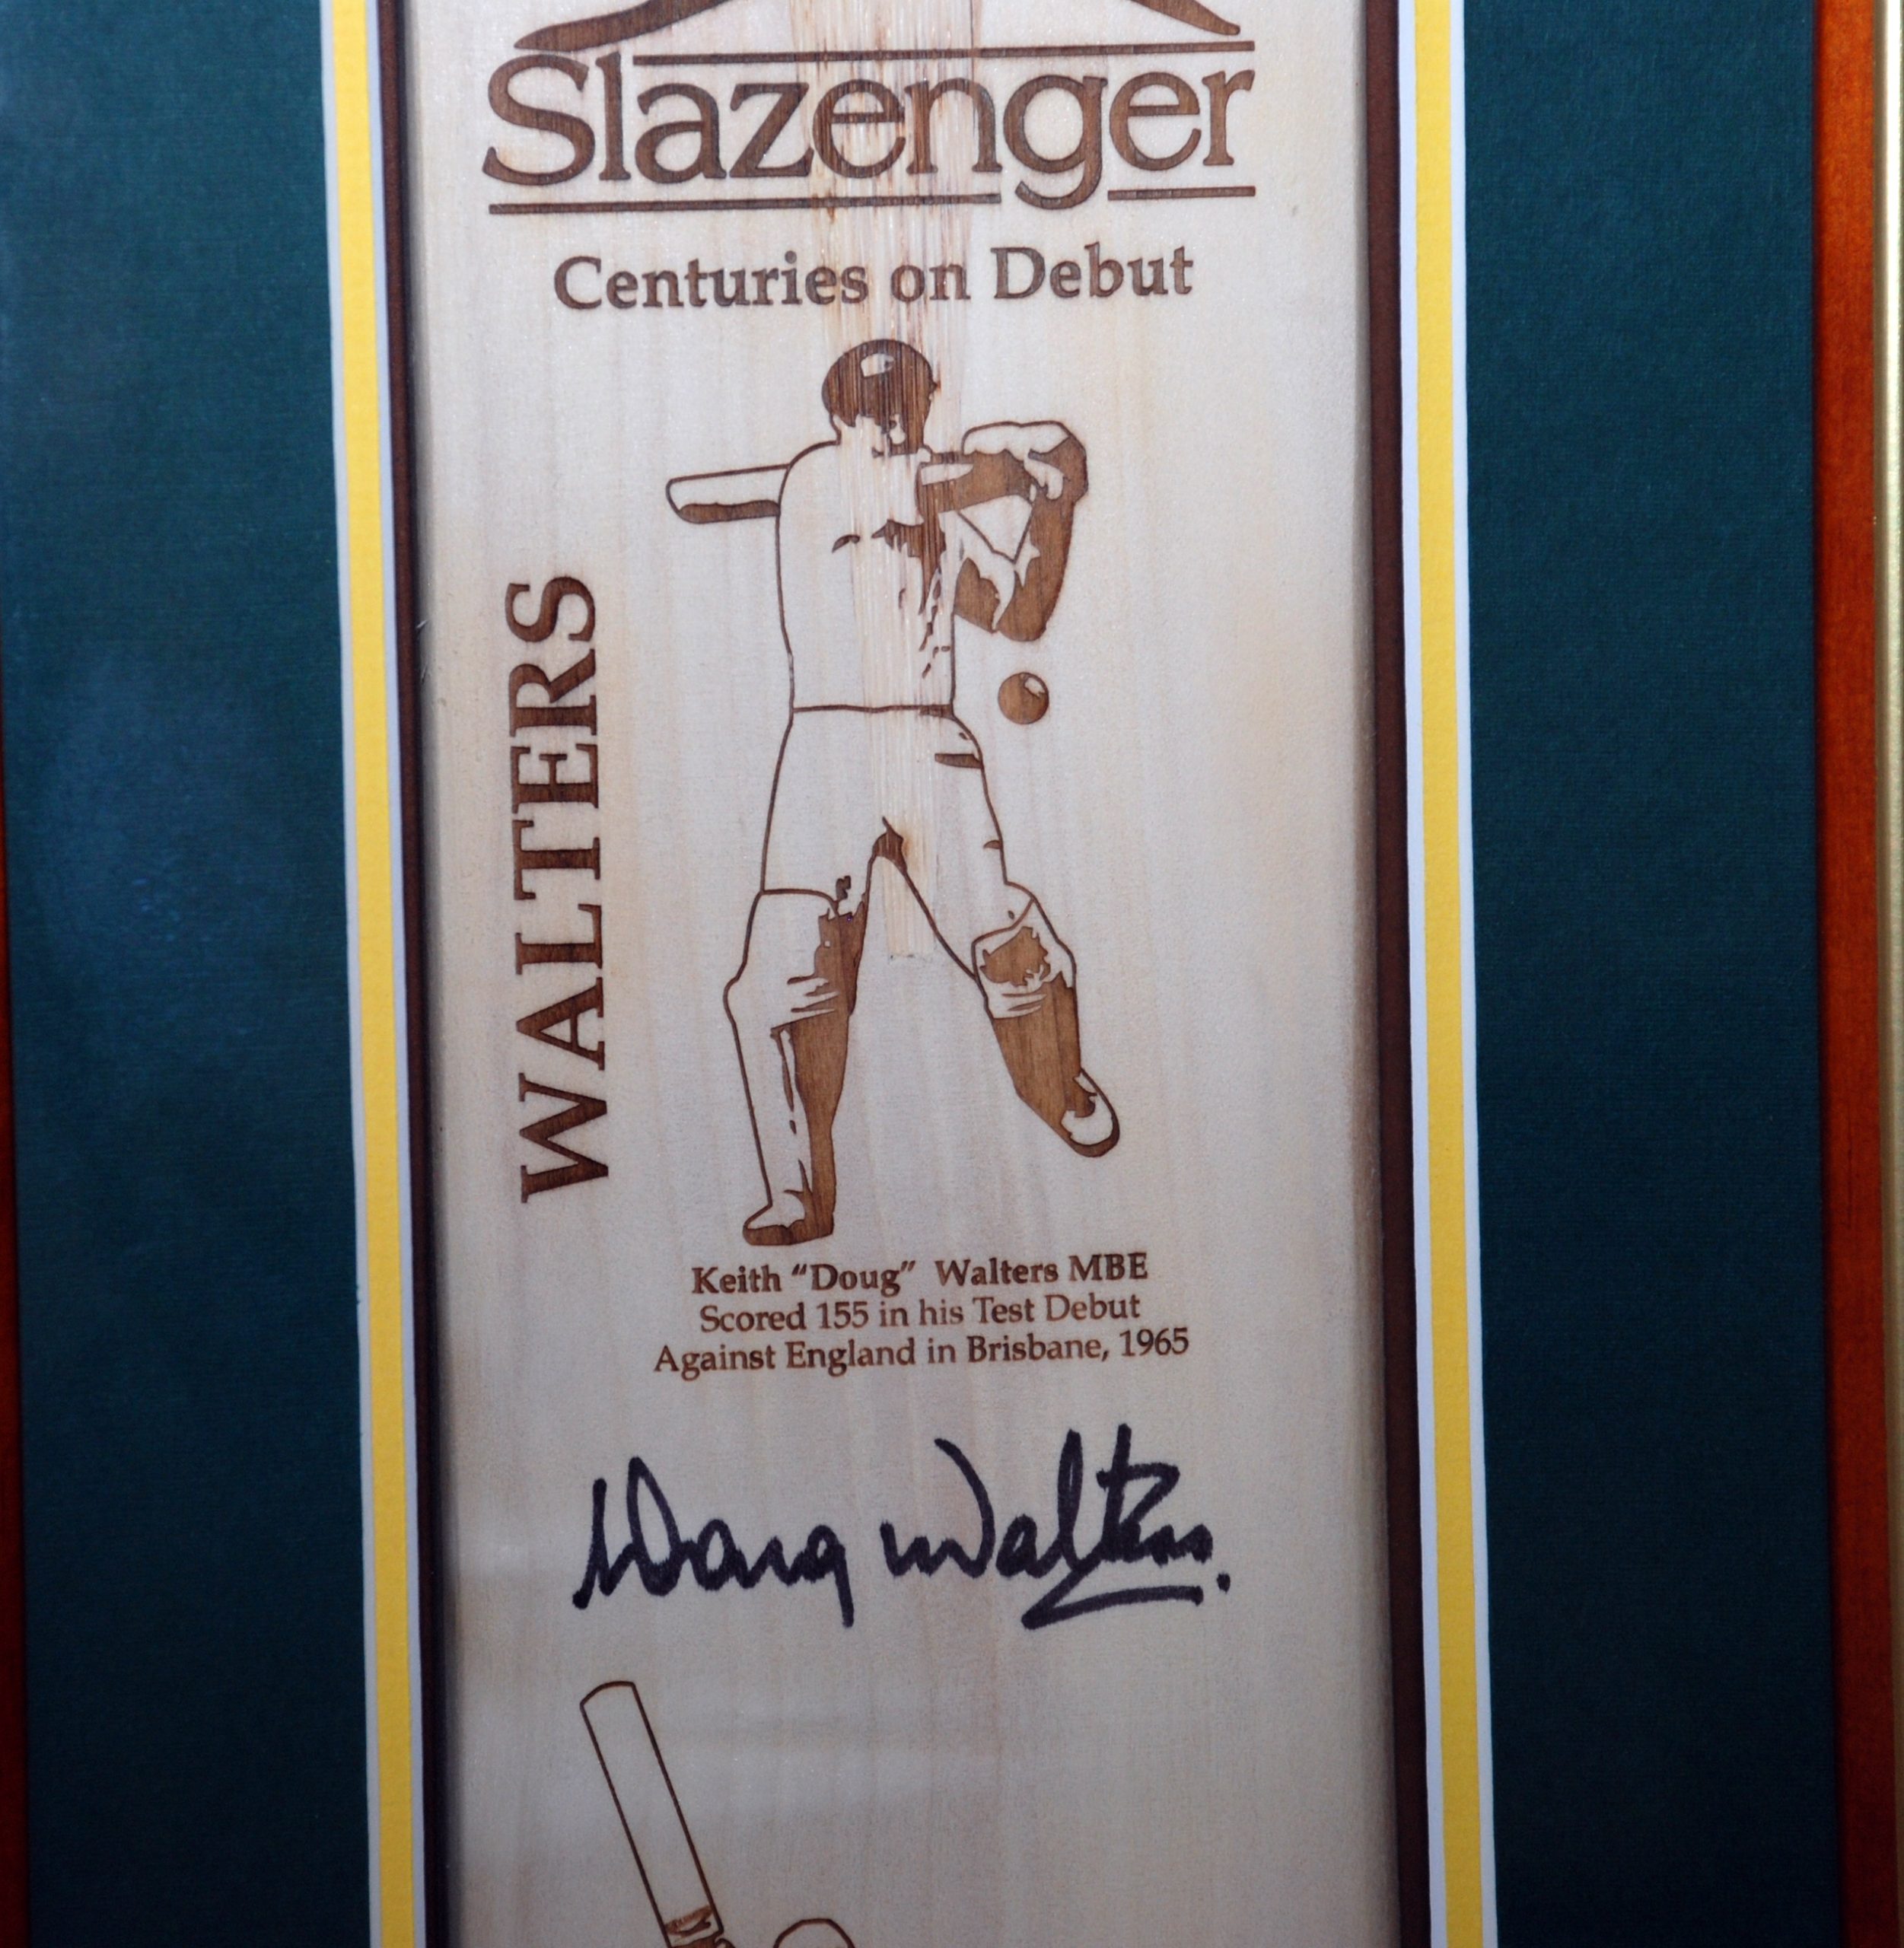 Slazenger
Centuries on Debut
WALTERS
Keith “Doug” Walters MBE
Scored 155 in his Test Debut
Against England in Brisbane, 1965
Doug Walters.